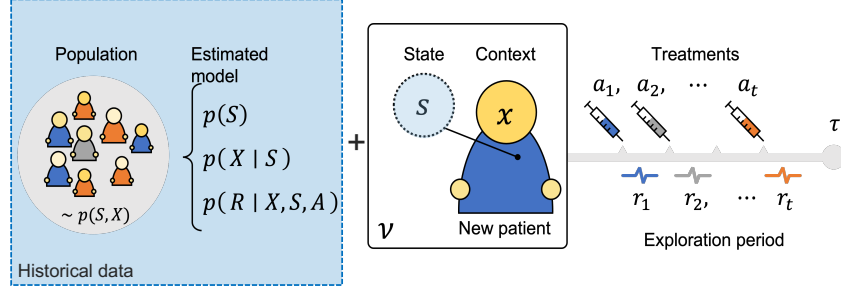 Population
Estimated
model
p(S)
p(X | S)
p(R | X, S, A)
~ p(S, X)
Historical data
+
State
Context
S
x
New patient
ν
Treatments
a₁, a₂, ⋯ aₜ
τ
r₁ r₂, ⋯ rₜ
Exploration period